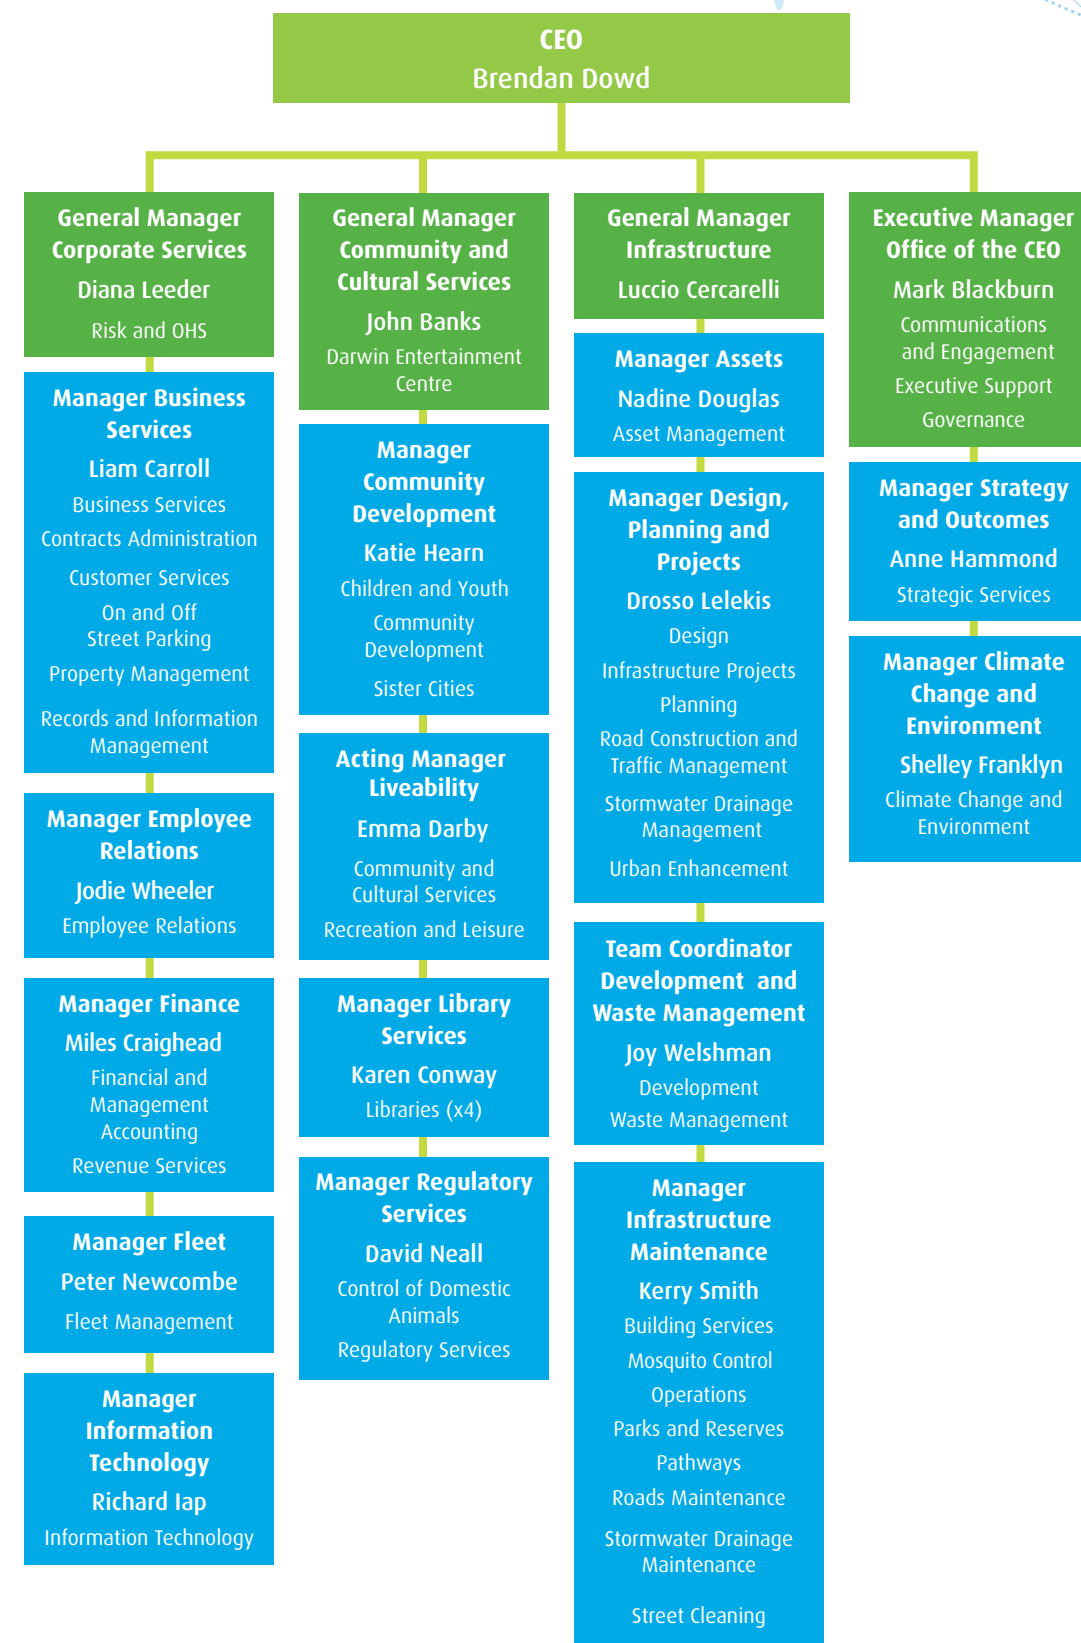 CEO
Brendan Dowd
General Manager
Corporate Services
Diana Leeder
Risk and OHS
Manager Business
Services
Liam Carroll
Business Services
Contracts Administration
Customer Services
On and Off
Street Parking
Property Management
Records and Information
Management
Manager Employee
Relations
Jodie Wheeler
Employee Relations
Manager Finance
Miles Craighead
Financial and
Management
Accounting
Revenue Services
Manager Fleet
Peter Newcombe
Fleet Management
Manager
Information
Technology
Richard Iap
Information Technology
General Manager
Community and
Cultural Services
John Banks
Darwin Entertainment
Centre
Manager
Community
Development
Katie Hearn
Children and Youth
Community
Development
Sister Cities
Acting Manager
Liveability
Emma Darby
Community and
Cultural Services
Recreation and Leisure
Manager Library
Services
Karen Conway
Libraries (x4)
Manager Regulatory
Services
David Neall
Control of Domestic
Animals
Regulatory Services
General Manager
Infrastructure
Luccio Cercarelli
Manager Assets
Nadine Douglas
Asset Management
Manager Design,
Planning and
Projects
Drosso Lelekis
Design
Infrastructure Projects
Planning
Road Construction and
Traffic Management
Stormwater Drainage
Management
Urban Enhancement
Team Coordinator
Development and
Waste Management
Joy Welshman
Development
Waste Management
Manager
Infrastructure
Maintenance
Kerry Smith
Building Services
Mosquito Control
Operations
Parks and Reserves
Pathways
Roads Maintenance
Stormwater Drainage
Maintenance
Street Cleaning
Executive Manager
Office of the CEO
Mark Blackburn
Communications
and Engagement
Executive Support
Governance
Manager Strategy
and Outcomes
Anne Hammond
Strategic Services
Manager Climate
Change and
Environment
Shelley Franklyn
Climate Change and
Environment